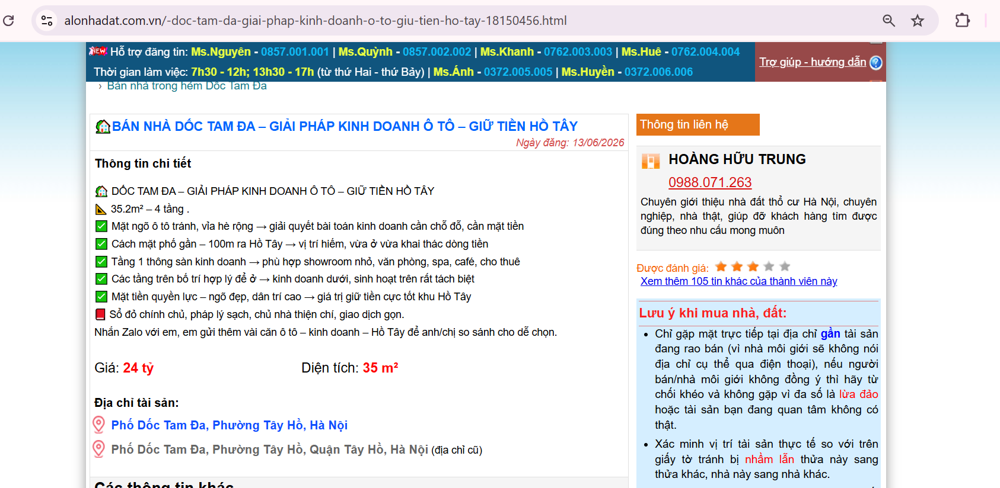 alonhadat.com.vn/-doc-tam-da-giai-phap-kinh-doanh-o-to-giu-tien-ho-tay-18150456.html
NEW Hỗ trợ đăng tin: Ms.Nguyên - 0857.001.001 | Ms.Quỳnh - 0857.002.002 | Ms.Khanh - 0762.003.003 | Ms.Huê - 0762.004.004
Thời gian làm việc: 7h30 - 12h; 13h30 - 17h (từ thứ Hai - thứ Bảy) | Ms.Ánh - 0372.005.005 | Ms.Huyền - 0372.006.006
Trợ giúp - hướng dẫn
› Bán nhà trong hẻm Dốc Tam Đa
BÁN NHÀ DỐC TAM ĐA – GIẢI PHÁP KINH DOANH Ô TÔ – GIỮ TIỀN HỒ TÂY
Ngày đăng: 13/06/2026
Thông tin chi tiết
DỐC TAM ĐA – GIẢI PHÁP KINH DOANH Ô TÔ – GIỮ TIỀN HỒ TÂY
35.2m² – 4 tầng .
Mặt ngõ ô tô tránh, vỉa hè rộng → giải quyết bài toán kinh doanh cần chỗ đỗ, cần mặt tiền
Cách mặt phố gần – 100m ra Hồ Tây → vị trí hiếm, vừa ở vừa khai thác dòng tiền
Tầng 1 thông sàn kinh doanh → phù hợp showroom nhỏ, văn phòng, spa, café, cho thuê
Các tầng trên bố trí hợp lý để ở → kinh doanh dưới, sinh hoạt trên rất tách biệt
Mặt tiền quyền lực – ngõ đẹp, dân trí cao → giá trị giữ tiền cực tốt khu Hồ Tây
Sổ đỏ chính chủ, pháp lý sạch, chủ nhà thiện chí, giao dịch gọn.
Nhắn Zalo với em, em gửi thêm vài căn ô tô – kinh doanh – Hồ Tây để anh/chị so sánh cho dễ chọn.
Giá: 24 tỷ
Diện tích: 35 m²
Địa chỉ tài sản:
Phố Dốc Tam Đa, Phường Tây Hồ, Hà Nội
Phố Dốc Tam Đa, Phường Tây Hồ, Quận Tây Hồ, Hà Nội (địa chỉ cũ)
Các thông tin khác
Thông tin liên hệ
HOÀNG HỮU TRUNG
0988.071.263
Chuyên giới thiệu nhà đất thổ cư Hà Nội, chuyên
nghiệp, nhà thật, giúp đỡ khách hàng tìm được
đúng theo nhu cấu mong muôn
Được đánh giá:
Xem thêm 105 tin khác của thành viên này
Lưu ý khi mua nhà, đất:
• Chỉ gặp mặt trực tiếp tại địa chỉ gần tài sản
đang rao bán (vì nhà môi giới sẽ không nói
địa chỉ cụ thể qua điện thoại), nếu người
bán/nhà môi giới không đồng ý thì hãy từ
chối khéo và không gặp vì đa số là lừa đảo
hoặc tài sản bạn đang quan tâm không có
thật.
• Xác minh vị trí tài sản thực tế so với trên
giấy tờ tránh bị nhầm lẫn thửa này sang
thửa khác, nhà này sang nhà khác.